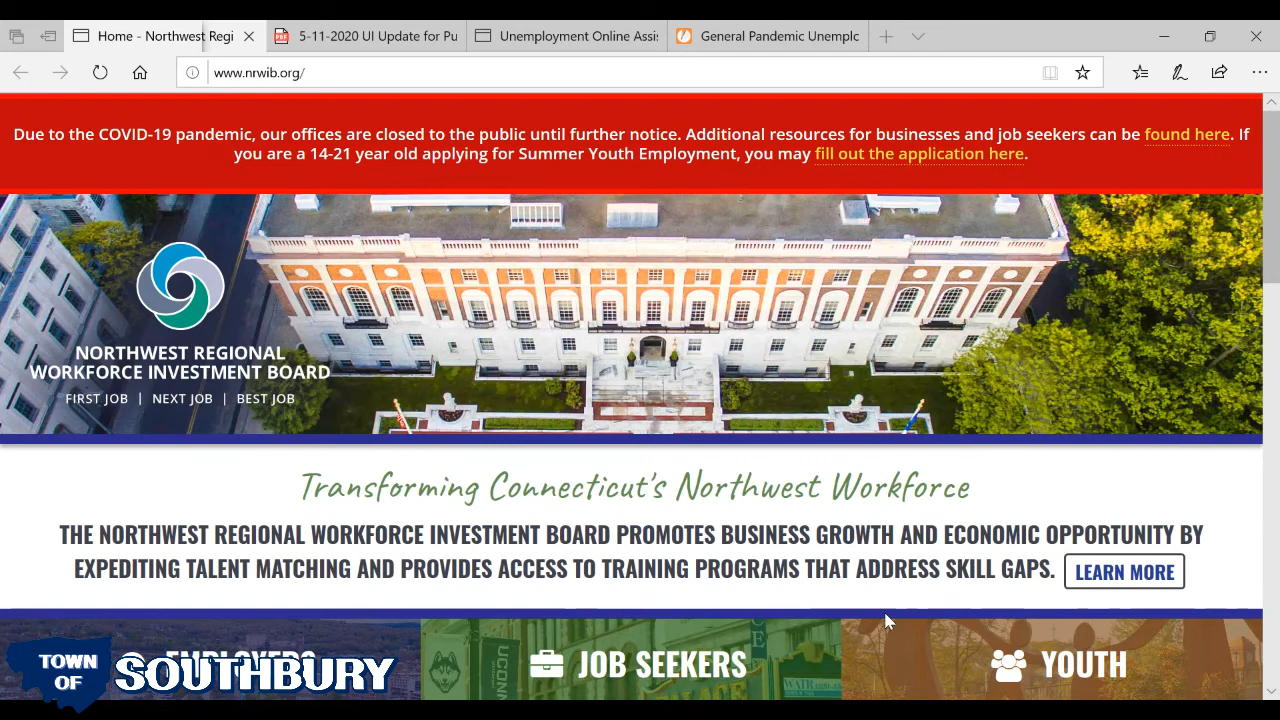 Home - Northwest Regi
5-11-2020 UI Update for Pu
Unemployment Online Assis
General Pandemic Unemplc
www.nrwib.org/
Due to the COVID-19 pandemic, our offices are closed to the public until further notice. Additional resources for businesses and job seekers can be found here. If
you are a 14-21 year old applying for Summer Youth Employment, you may fill out the application here.
NORTHWEST REGIONAL
WORKFORCE INVESTMENT BOARD
FIRST JOB | NEXT JOB | BEST JOB
Transforming Connecticut's Northwest Workforce
THE NORTHWEST REGIONAL WORKFORCE INVESTMENT BOARD PROMOTES BUSINESS GROWTH AND ECONOMIC OPPORTUNITY BY
EXPEDITING TALENT MATCHING AND PROVIDES ACCESS TO TRAINING PROGRAMS THAT ADDRESS SKILL GAPS. LEARN MORE
EMPLOYERS
JOB SEEKERS
YOUTH
UCONN
TOWN
OF
SOUTHBURY